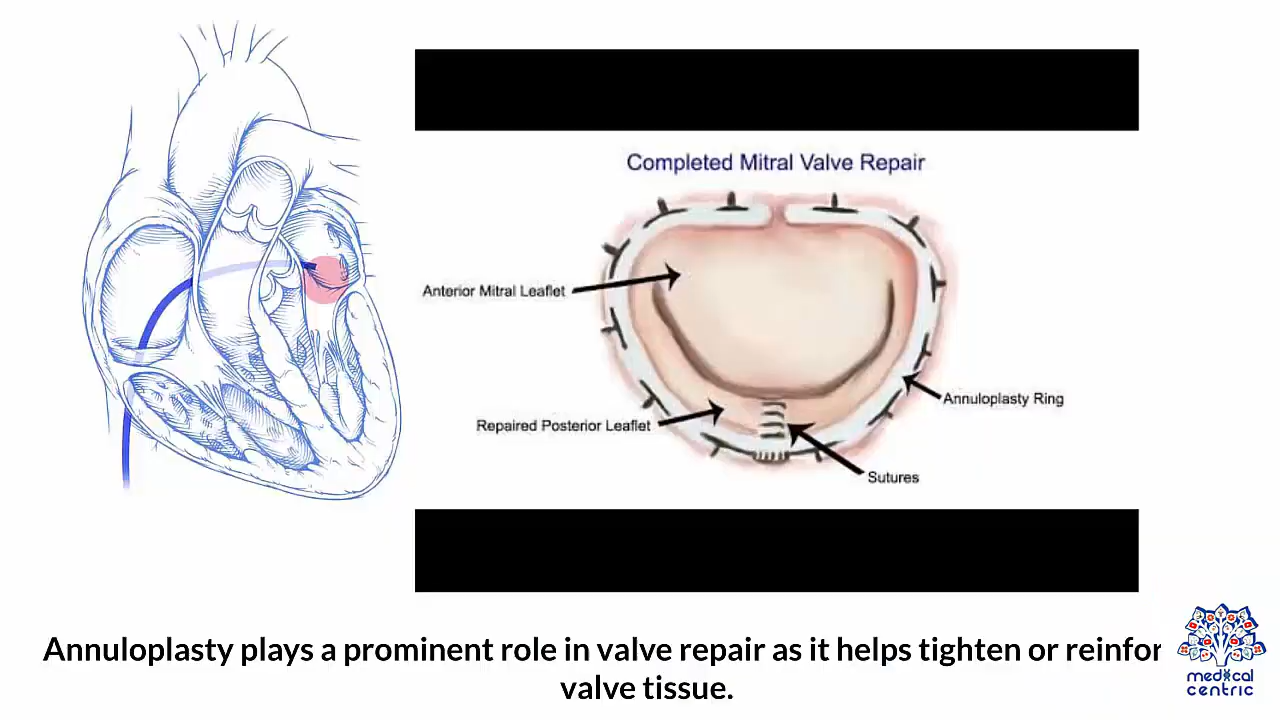 Completed Mitral Valve Repair
Anterior Mitral Leaflet
Annuloplasty Ring
Repaired Posterior Leaflet
Sutures
Annuloplasty plays a prominent role in valve repair as it helps tighten or reinfor
valve tissue.
medical
centric